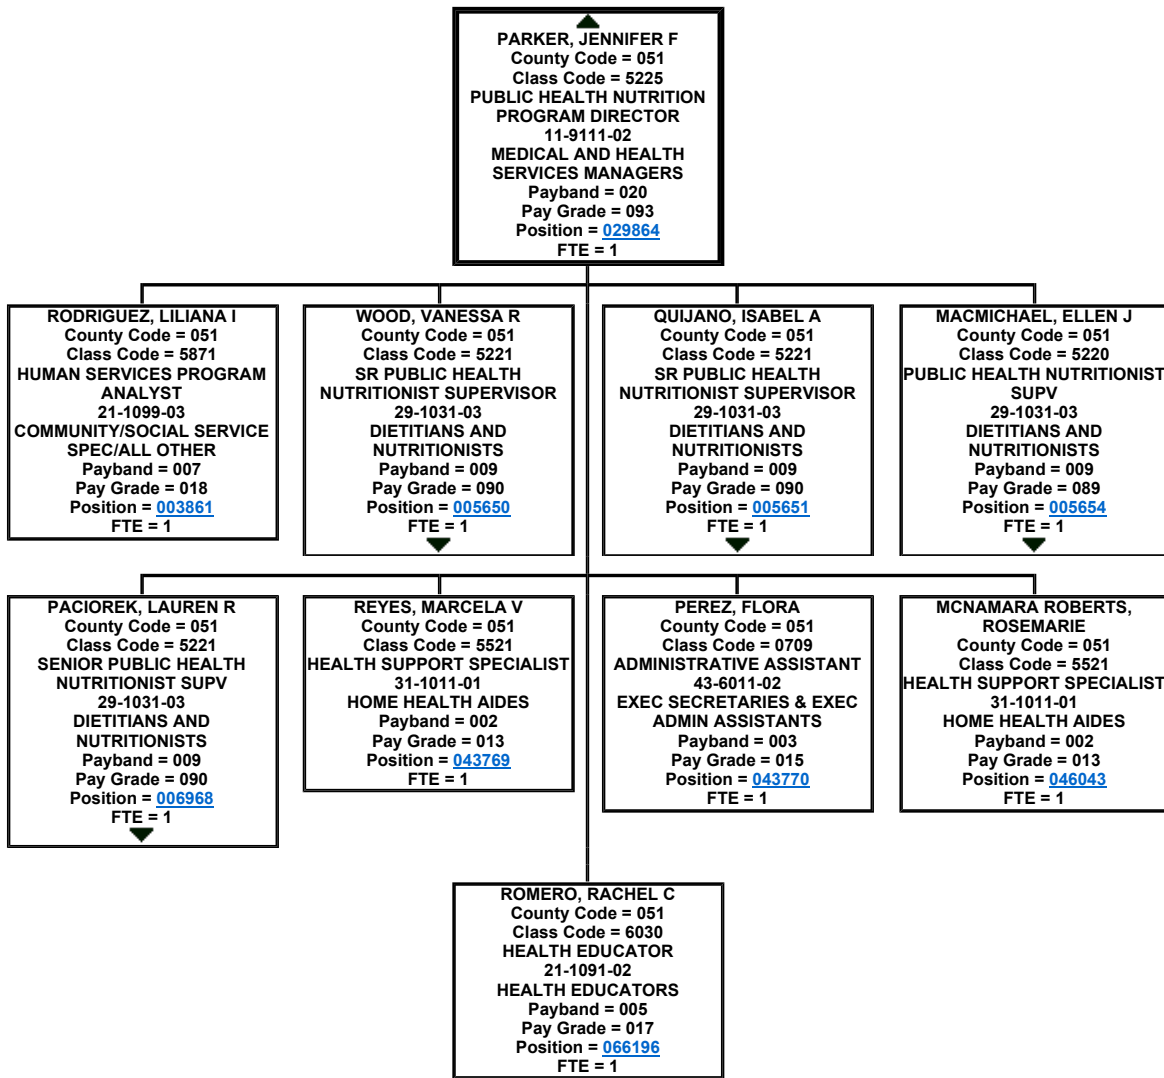 PARKER, JENNIFER F
County Code = 051
Class Code = 5225
PUBLIC HEALTH NUTRITION
PROGRAM DIRECTOR
11-9111-02
MEDICAL AND HEALTH
SERVICES MANAGERS
Payband = 020
Pay Grade = 093
Position = 029864
FTE = 1
RODRIGUEZ, LILIANA I
County Code = 051
Class Code = 5871
HUMAN SERVICES PROGRAM
ANALYST
21-1099-03
COMMUNITY/SOCIAL SERVICE
SPEC/ALL OTHER
Payband = 007
Pay Grade = 018
Position = 003861
FTE = 1
WOOD, VANESSA R
County Code = 051
Class Code = 5221
SR PUBLIC HEALTH
NUTRITIONIST SUPERVISOR
29-1031-03
DIETITIANS AND
NUTRITIONISTS
Payband = 009
Pay Grade = 090
Position = 005650
FTE = 1
QUIJANO, ISABEL A
County Code = 051
Class Code = 5221
SR PUBLIC HEALTH
NUTRITIONIST SUPERVISOR
29-1031-03
DIETITIANS AND
NUTRITIONISTS
Payband = 009
Pay Grade = 090
Position = 005651
FTE = 1
MACMICHAEL, ELLEN J
County Code = 051
Class Code = 5220
PUBLIC HEALTH NUTRITIONIST
SUPV
29-1031-03
DIETITIANS AND
NUTRITIONISTS
Payband = 009
Pay Grade = 089
Position = 005654
FTE = 1
PACIOREK, LAUREN R
County Code = 051
Class Code = 5221
SENIOR PUBLIC HEALTH
NUTRITIONIST SUPV
29-1031-03
DIETITIANS AND
NUTRITIONISTS
Payband = 009
Pay Grade = 090
Position = 006968
FTE = 1
REYES, MARCELA V
County Code = 051
Class Code = 5521
HEALTH SUPPORT SPECIALIST
31-1011-01
HOME HEALTH AIDES
Payband = 002
Pay Grade = 013
Position = 043769
FTE = 1
PEREZ, FLORA
County Code = 051
Class Code = 0709
ADMINISTRATIVE ASSISTANT
43-6011-02
EXEC SECRETARIES & EXEC
ADMIN ASSISTANTS
Payband = 003
Pay Grade = 015
Position = 043770
FTE = 1
MCNAMARA ROBERTS,
ROSEMARIE
County Code = 051
Class Code = 5521
HEALTH SUPPORT SPECIALIST
31-1011-01
HOME HEALTH AIDES
Payband = 002
Pay Grade = 013
Position = 046043
FTE = 1
ROMERO, RACHEL C
County Code = 051
Class Code = 6030
HEALTH EDUCATOR
21-1091-02
HEALTH EDUCATORS
Payband = 005
Pay Grade = 017
Position = 066196
FTE = 1